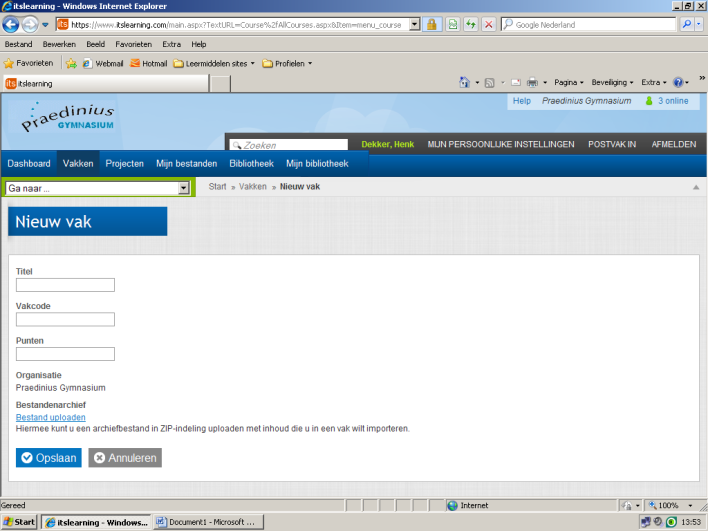 itslearning - Windows Internet Explorer
https://www.itslearning.com/main.aspx?TextURL=Course%2fAllCourses.aspx&Item=menu_course
Google Nederland
Bestand Bewerken Beeld Favorieten Extra Help
Favorieten Webmail Hotmail Leermiddelen sites Profielen
its itslearning
Pagina Beveiliging Extra
Help Praedinius Gymnasium 3 online
Praedinius
GYMNASIUM
Zoeken Dekker, Henk MIJN PERSOONLIJKE INSTELLINGEN POSTVAK IN AFMELDEN
Dashboard Vakken Projecten Mijn bestanden Bibliotheek Mijn bibliotheek
Ga naar ... Start » Vakken » Nieuw vak
Nieuw vak
Titel
Vakcode
Punten
Organisatie
Praedinius Gymnasium
Bestandenarchief
Bestand uploaden
Hiermee kunt u een archiefbestand in ZIP-indeling uploaden met inhoud die u in een vak wilt importeren.
Opslaan Annuleren
Gereed Internet 100%
Start itslearning - Windows... Document1 - Microsoft ... 13:53